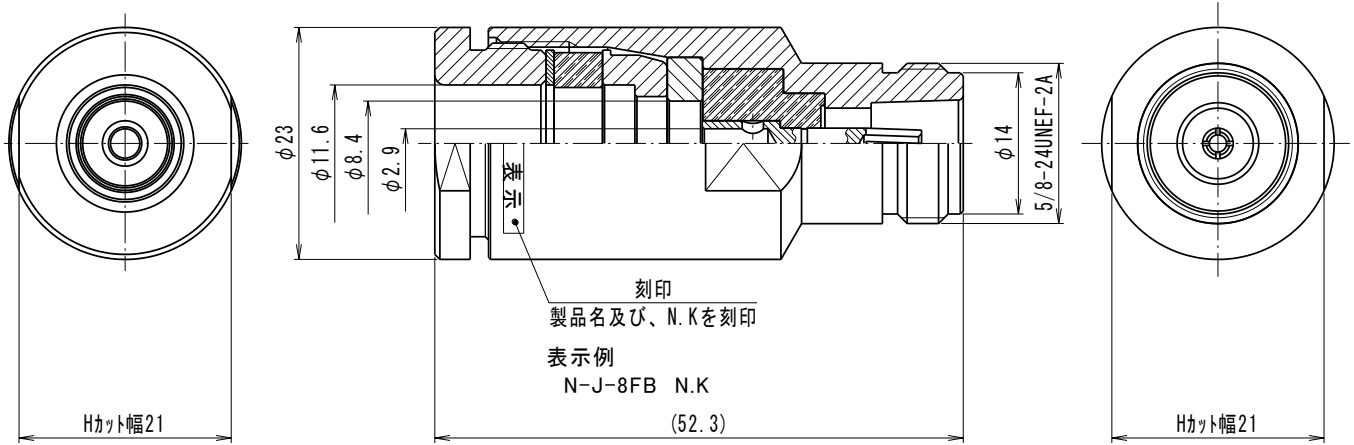 φ23
φ11.6
φ8.4
φ2.9
表示
φ14
5/8-24UNEF-2A
刻印
製品名及び、N.Kを刻印
表示例
N-J-8FB N.K
Hカット幅21
(52.3)
Hカット幅21